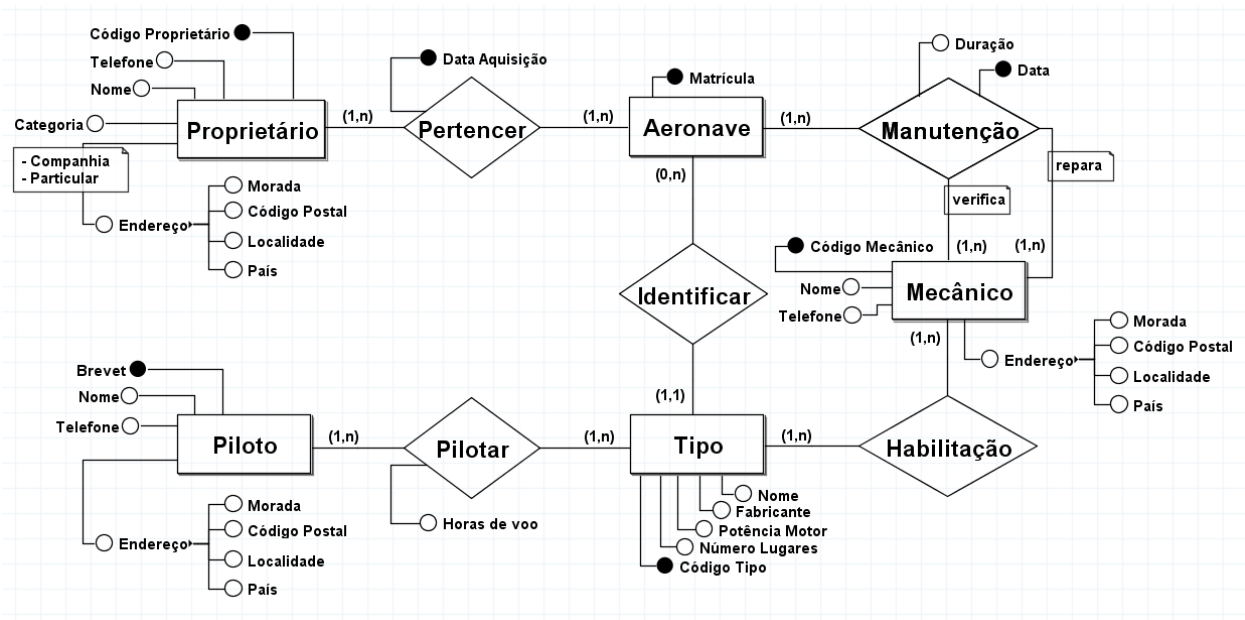 Código Proprietário
Telefone
Nome
Categoria
- Companhia
- Particular
Proprietário
(1,n)
Endereço
Morada
Código Postal
Localidade
País
Data Aquisição
Pertencer
(1,n)
Matrícula
Aeronave
(1,n)
(0,n)
Duração
Data
Manutenção
verifica
repara
(1,n)
(1,n)
Código Mecânico
Nome
Telefone
Mecânico
(1,n)
Endereço
Morada
Código Postal
Localidade
País
Identificar
(1,1)
Brevet
Nome
Telefone
Piloto
(1,n)
Endereço
Morada
Código Postal
Localidade
País
Pilotar
Horas de voo
(1,n)
Tipo
(1,n)
Habilitação
Nome
Fabricante
Potência Motor
Número Lugares
Código Tipo